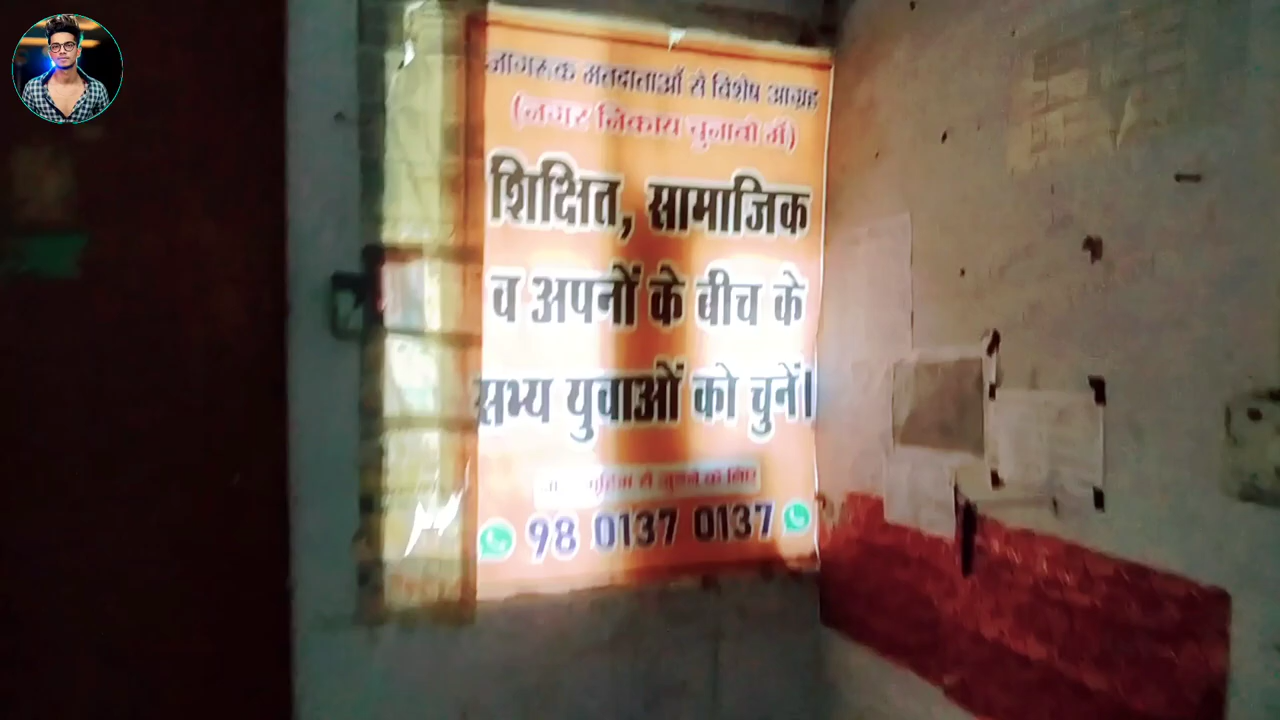 जागरूक मतदाताओं से विशेष आग्रह
(नगर निकाय चुनावों में)
शिक्षित, सामाजिक
व अपनों के बीच के
सभ्य युवाओं को चुनें।
मुहिम से जुड़ने के लिए
98 0137 0137